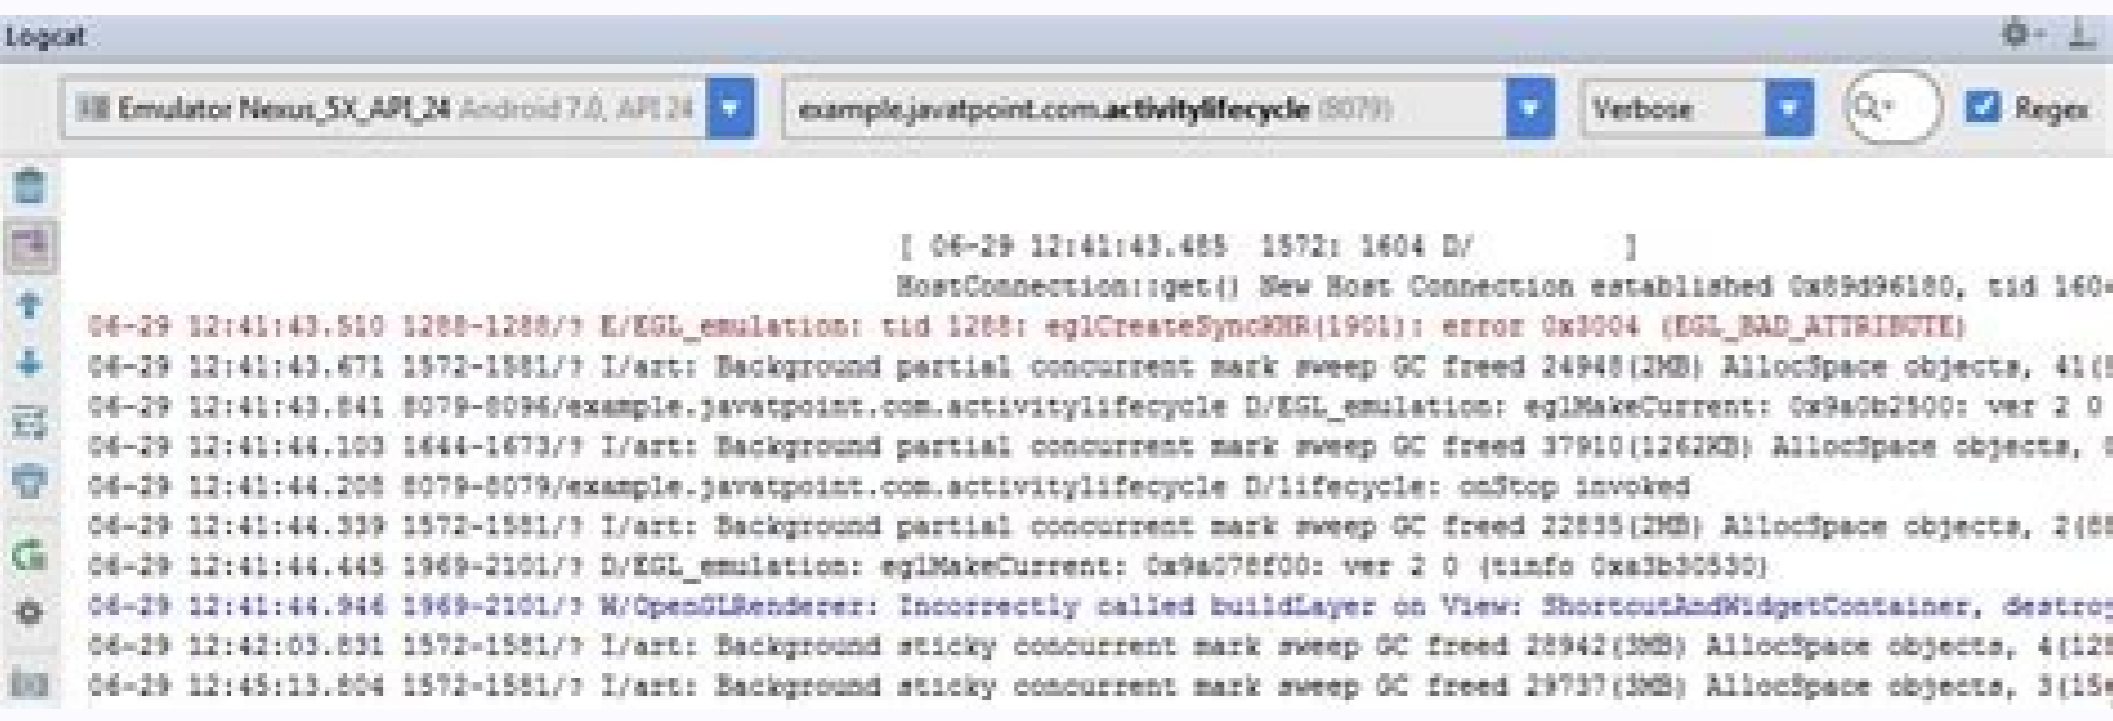 Logcat
Emulator Nexus_5X_API_24 Android 7.0, API 24
example.javatpoint.com.activitylifecycle (8079)
Verbose
Regex
[ 06-29 12:41:43.485 1572: 1604 D/ ]
HostConnection::get() New Host Connection established 0x89d96180, tid 160
06-29 12:41:43.510 1288-1288/? E/EGL_emulation: tid 1288: eglCreateSyncKHR(1901): error 0x3004 (EGL_BAD_ATTRIBUTE)
06-29 12:41:43.671 1572-1581/? I/art: Background partial concurrent mark sweep GC freed 24948(2MB) AllocSpace objects, 41(
06-29 12:41:43.841 8079-8096/example.javatpoint.com.activitylifecycle D/EGL_emulation: eglMakeCurrent: 0x9a0b2500: ver 2 0
06-29 12:41:44.103 1644-1673/? I/art: Background partial concurrent mark sweep GC freed 37910(1262KB) AllocSpace objects,
06-29 12:41:44.208 8079-8079/example.javatpoint.com.activitylifecycle D/lifecycle: onStop invoked
06-29 12:41:44.339 1572-1581/? I/art: Background partial concurrent mark sweep GC freed 22835(2MB) AllocSpace objects, 2(88
06-29 12:41:44.445 1969-2101/? D/EGL_emulation: eglMakeCurrent: 0x9a078f00: ver 2 0 (tinfo 0xa3b30530)
06-29 12:41:44.946 1969-2101/? W/OpenGLRenderer: Incorrectly called buildLayer on View: ShortcutAndWidgetContainer, destroy
06-29 12:42:03.831 1572-1581/? I/art: Background sticky concurrent mark sweep GC freed 28942(3MB) AllocSpace objects, 4(128
06-29 12:45:13.804 1572-1581/? I/art: Background sticky concurrent mark sweep GC freed 29737(3MB) AllocSpace objects, 3(15